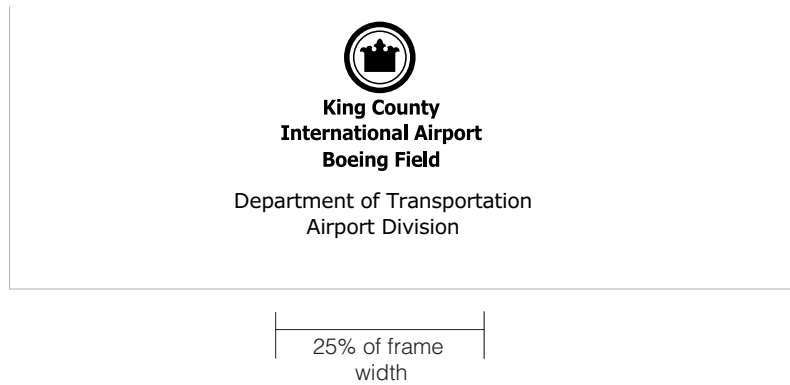 King County
International Airport
Boeing Field
Department of Transportation
Airport Division
25% of frame
width